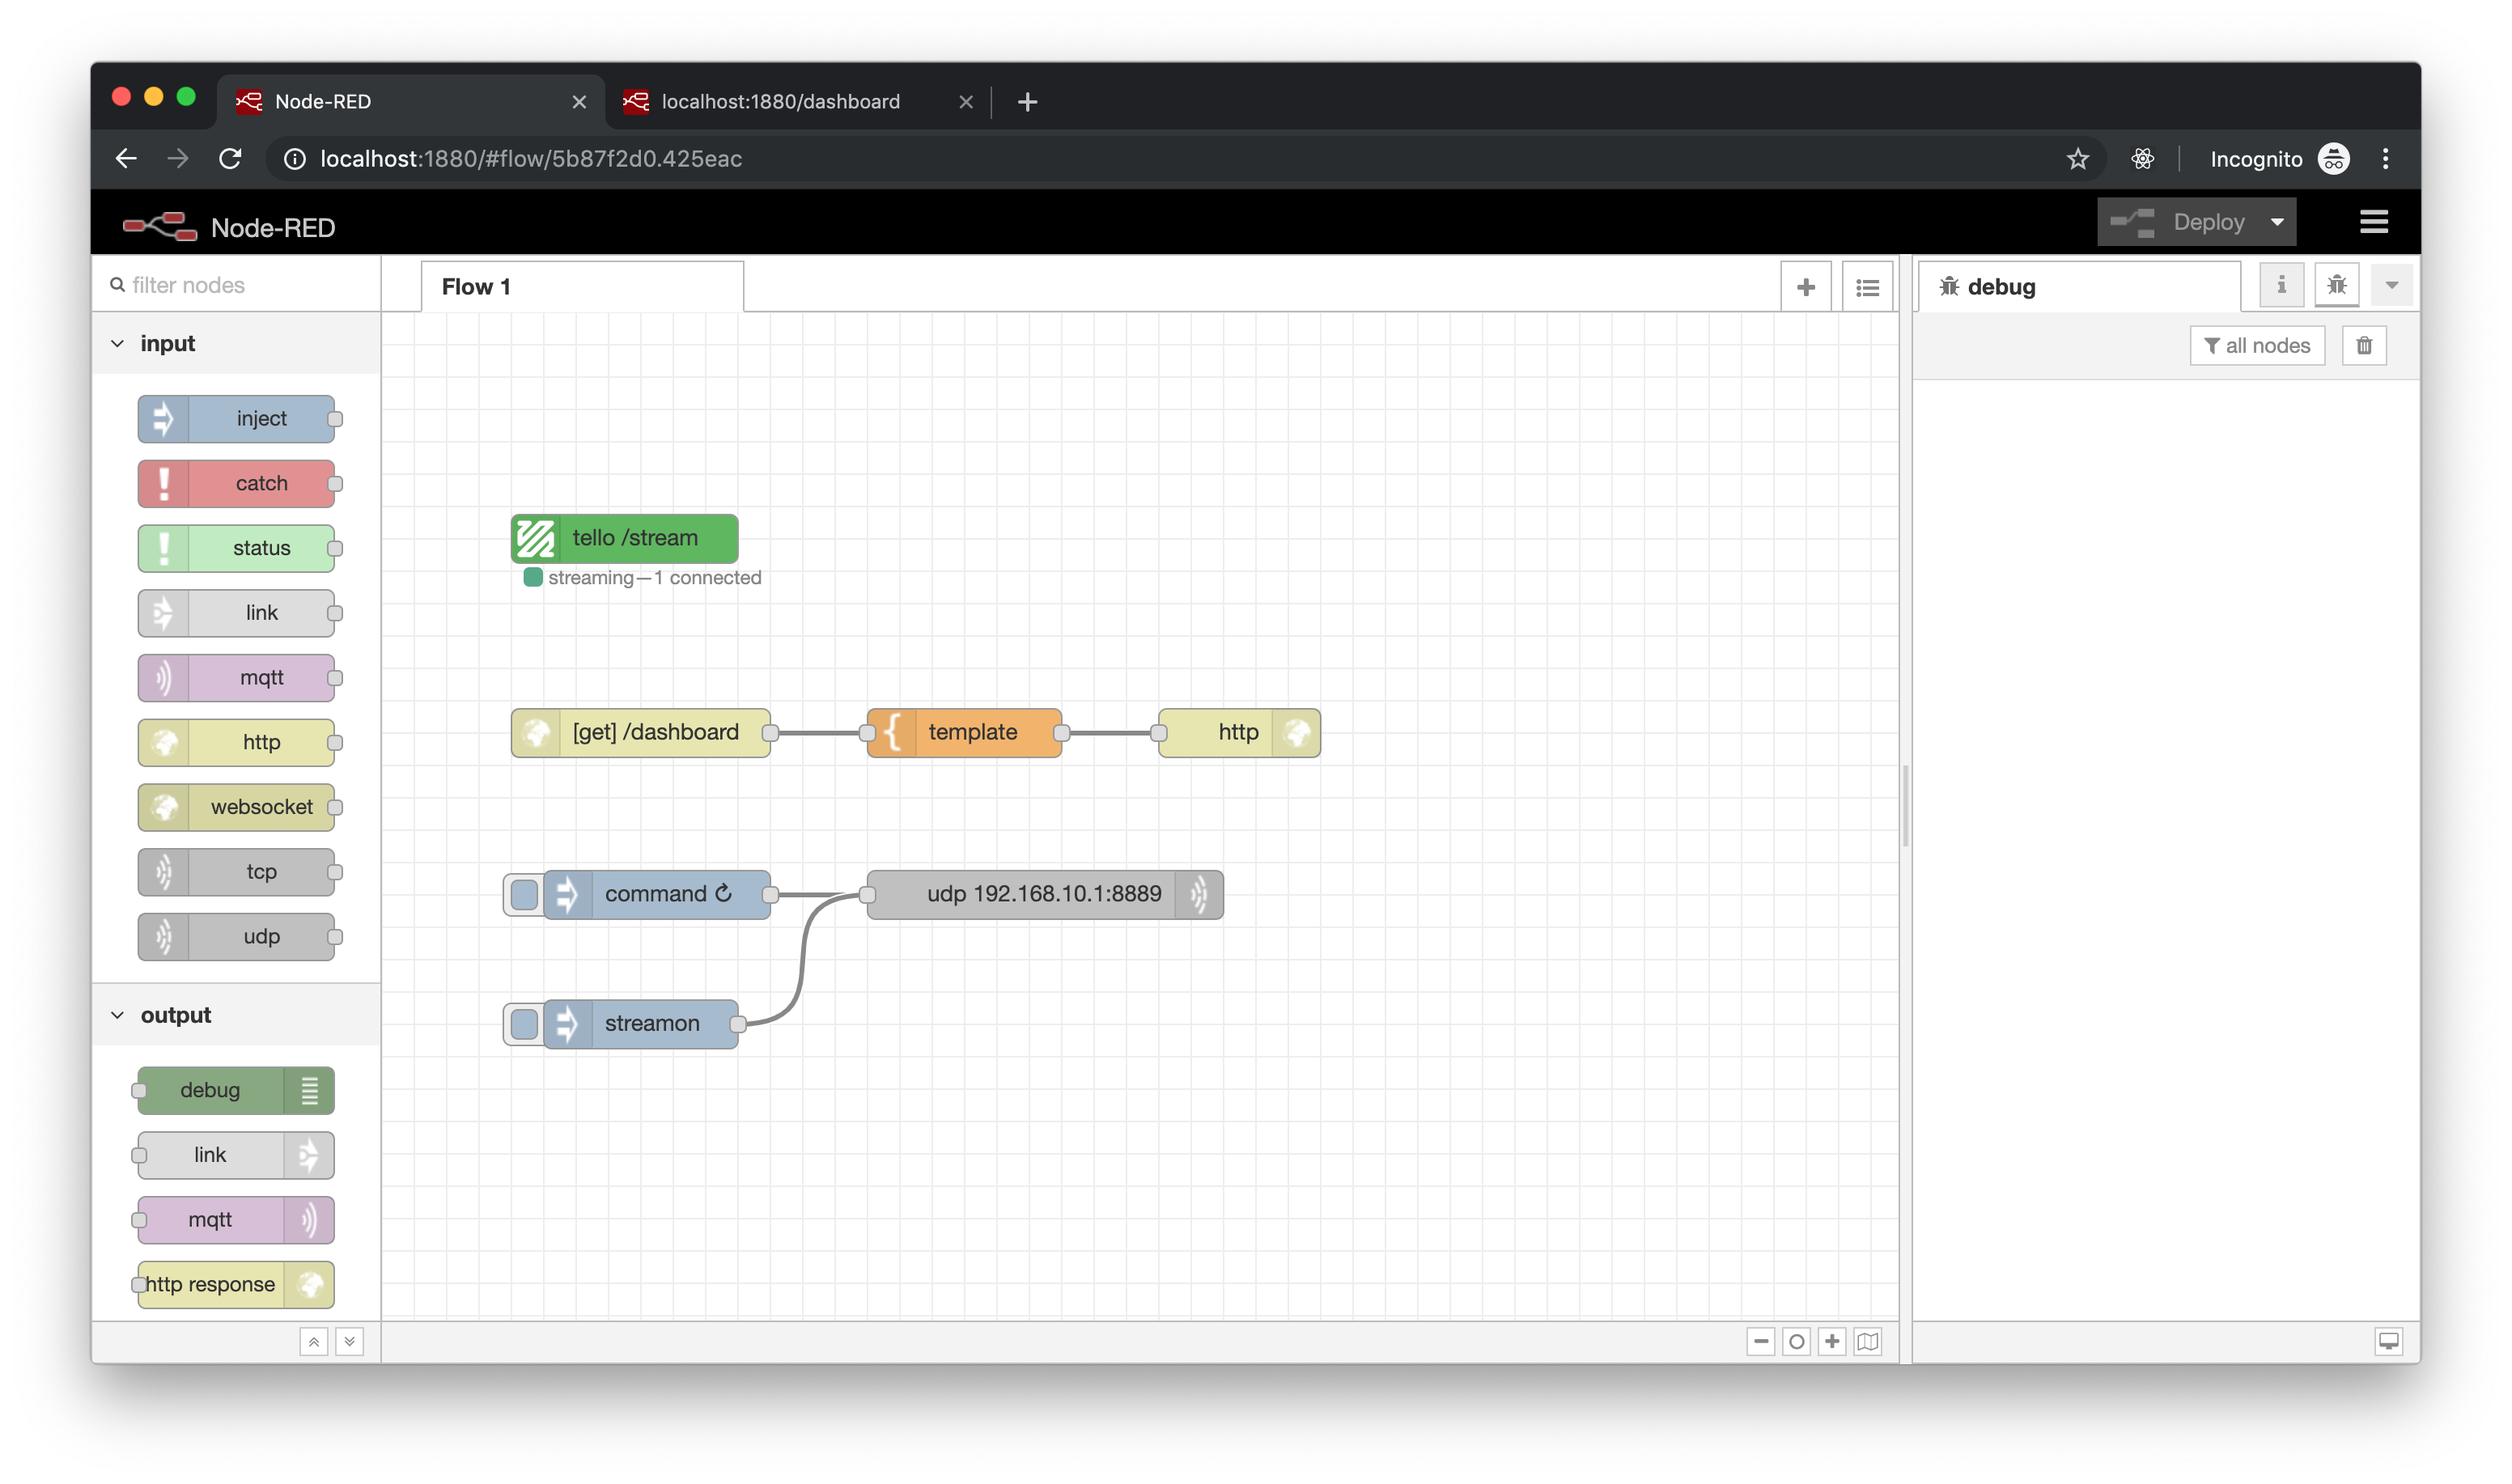 Node-RED
localhost:1880/dashboard
localhost:1880/#flow/5b87f2d0.425eac
Incognito
Node-RED
Deploy
filter nodes
input
inject
catch
status
link
mqtt
http
websocket
tcp
udp
output
debug
link
mqtt
http response
Flow 1
tello /stream
streaming—1 connected
[get] /dashboard
template
http
command ↻
udp 192.168.10.1:8889
streamon
debug
i
all nodes